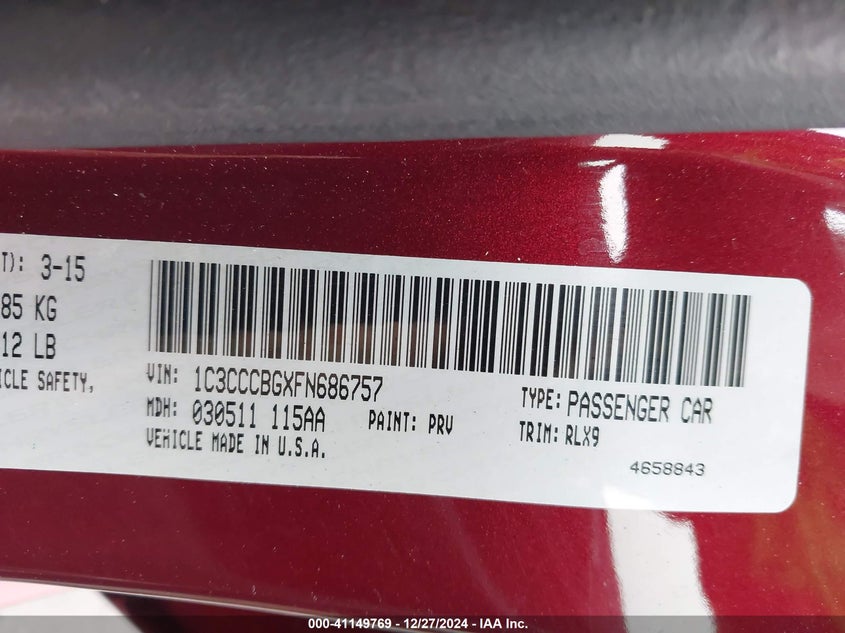 T): 3-15
85 KG
12 LB
ICLE SAFETY,
VIN: 1C3CCCBGXFN686757
MDH: 030511 115AA PAINT: PRV
VEHICLE MADE IN U.S.A.
TYPE: PASSENGER CAR
TRIM: RLX9
4658843
000-41149769 - 12/27/2024 - IAA Inc.